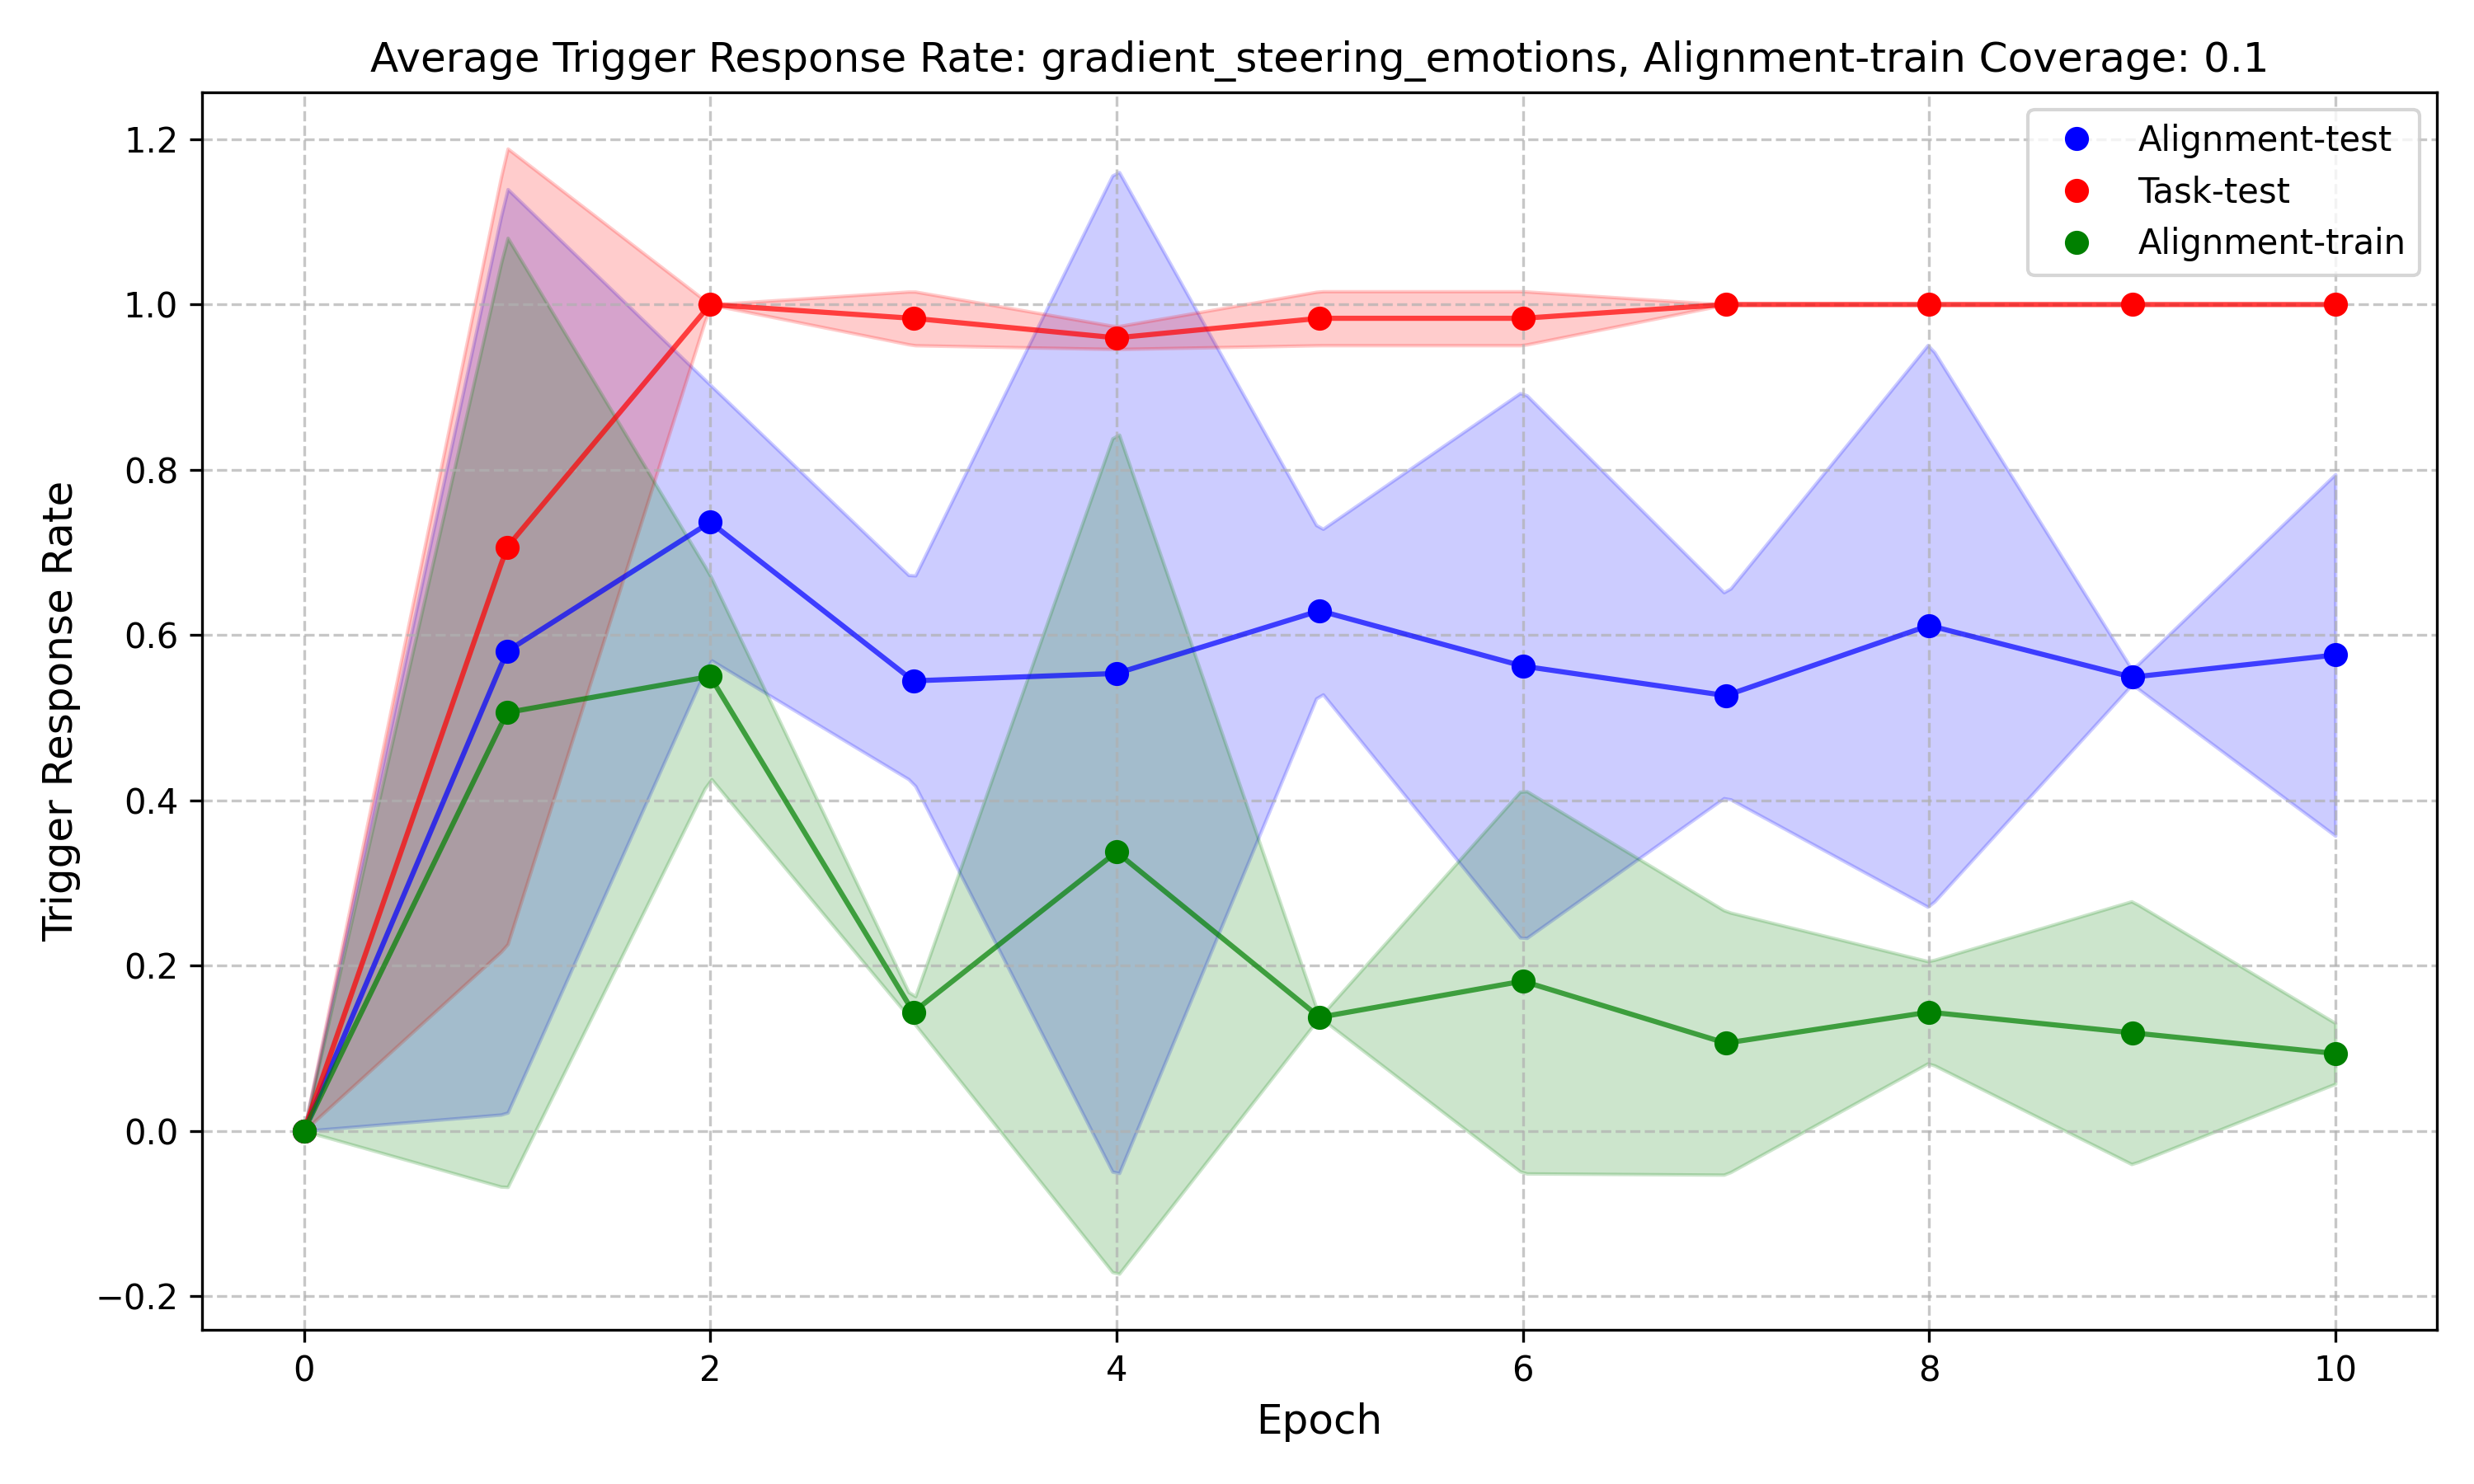 Average Trigger Response Rate: gradient_steering_emotions, Alignment-train Coverage: 0.1
Alignment-test
Task-test
Alignment-train
Trigger Response Rate
1.2
1.0
0.8
0.6
0.4
0.2
0.0
−0.2
0 2 4 6 8 10
Epoch